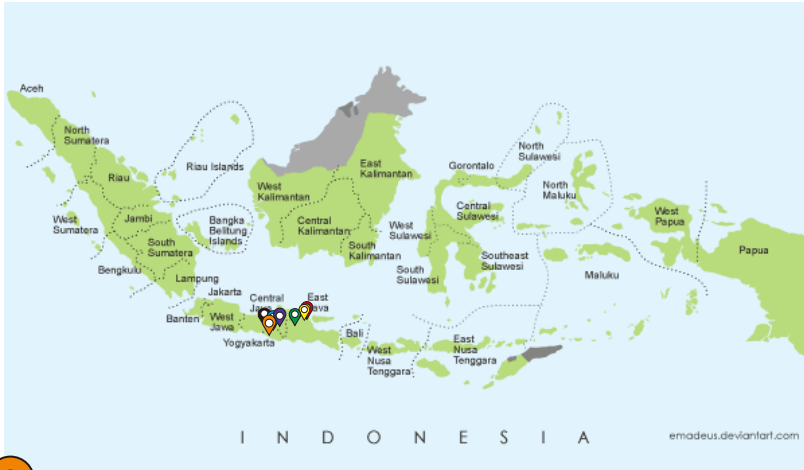 Aceh
North
Sumatera
Riau
Riau Islands
West
Sumatera
Jambi
Bangka
Belitung
Islands
South
Sumatera
Bengkulu
Lampung
Jakarta
Banten
West
Jawa
Central
Yogyakarta
East
Bali
West
Nusa
Tenggara
East
Nusa
Tenggara
West
Kalimantan
Central
Kalimantan
East
Kalimantan
South
Kalimantan
Gorontalo
North
Sulawesi
Central
Sulawesi
West
Sulawesi
South
Sulawesi
Southeast
Sulawesi
North
Maluku
Maluku
West
Papua
Papua
INDONESIA
emadeus.deviantart.com